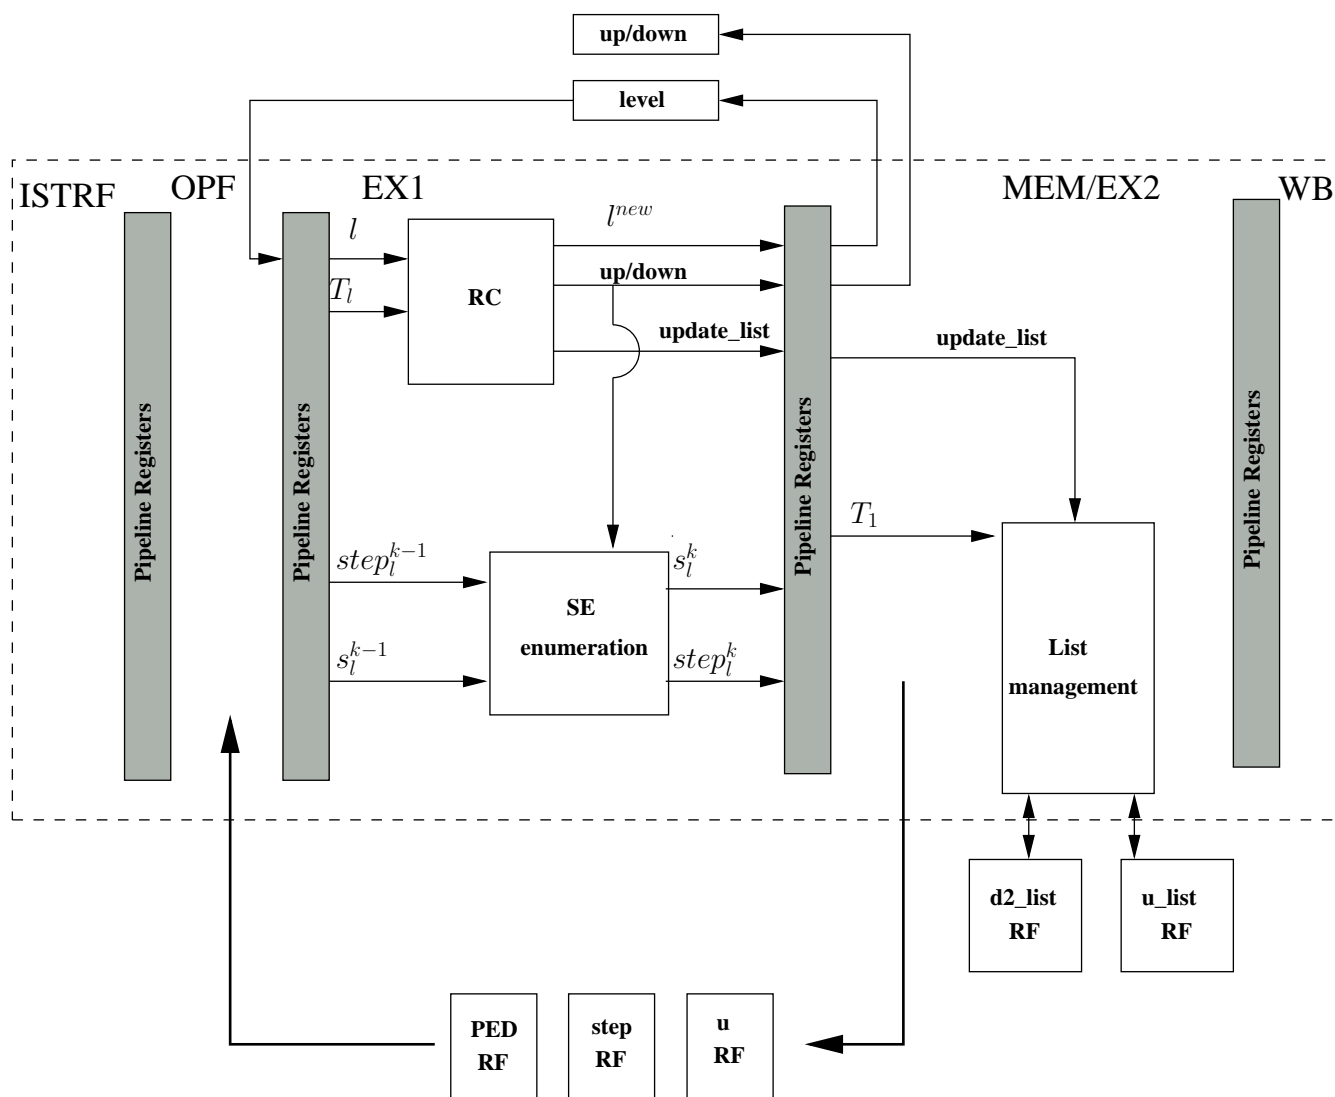 up/down
level
ISTRF
OPF
EX1
MEM/EX2
WB
l
l^{new}
T_l
RC
up/down
update_list
update_list
Pipeline Registers
Pipeline Registers
Pipeline Registers
Pipeline Registers
T_1
step_l^{k-1}
s_l^k
SE
enumeration
s_l^{k-1}
step_l^k
List
management
d2_list
RF
u_list
RF
PED
RF
step
RF
u
RF